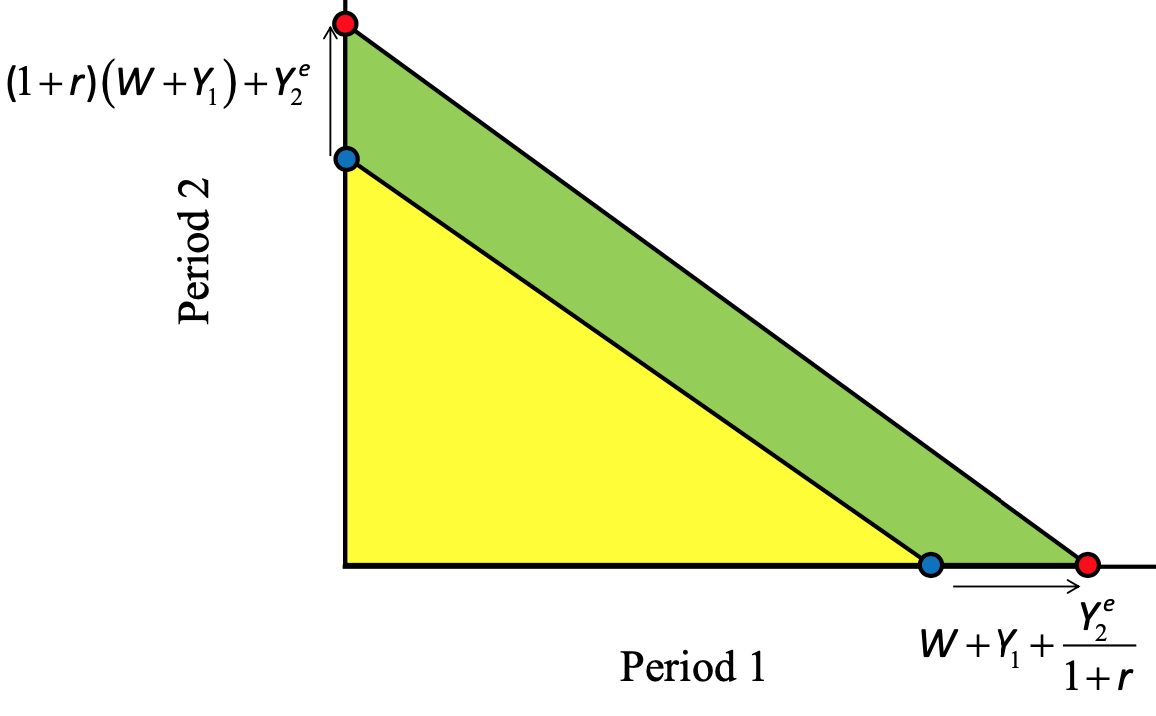 (1+r)(W+Y₁)+Y₂ᵉ
Period 2
Period 1
W+Y₁+Y₂ᵉ/(1+r)